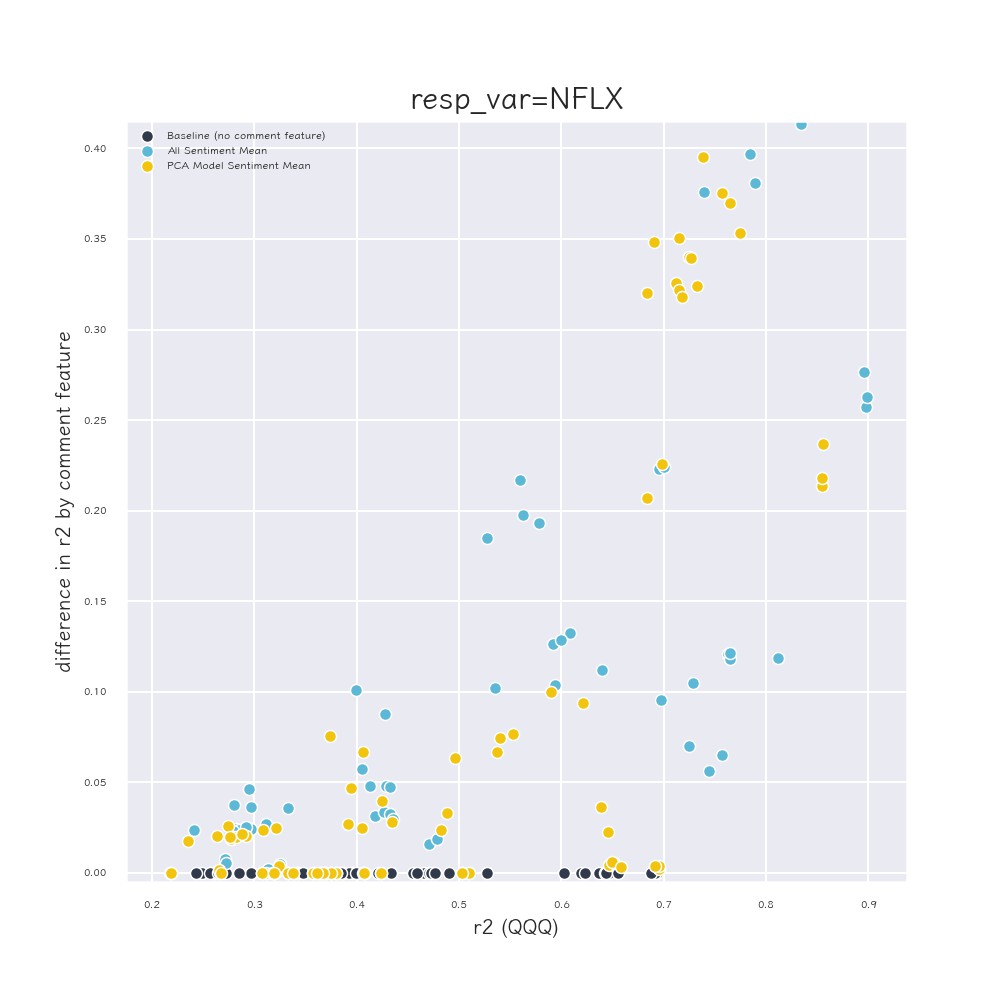 resp_var=NFLX
Baseline (no comment feature)
All Sentiment Mean
PCA Model Sentiment Mean
difference in r2 by comment feature
0.40
0.35
0.30
0.25
0.20
0.15
0.10
0.05
0.00
0.2 0.3 0.4 0.5 0.6 0.7 0.8 0.9
r2 (QQQ)